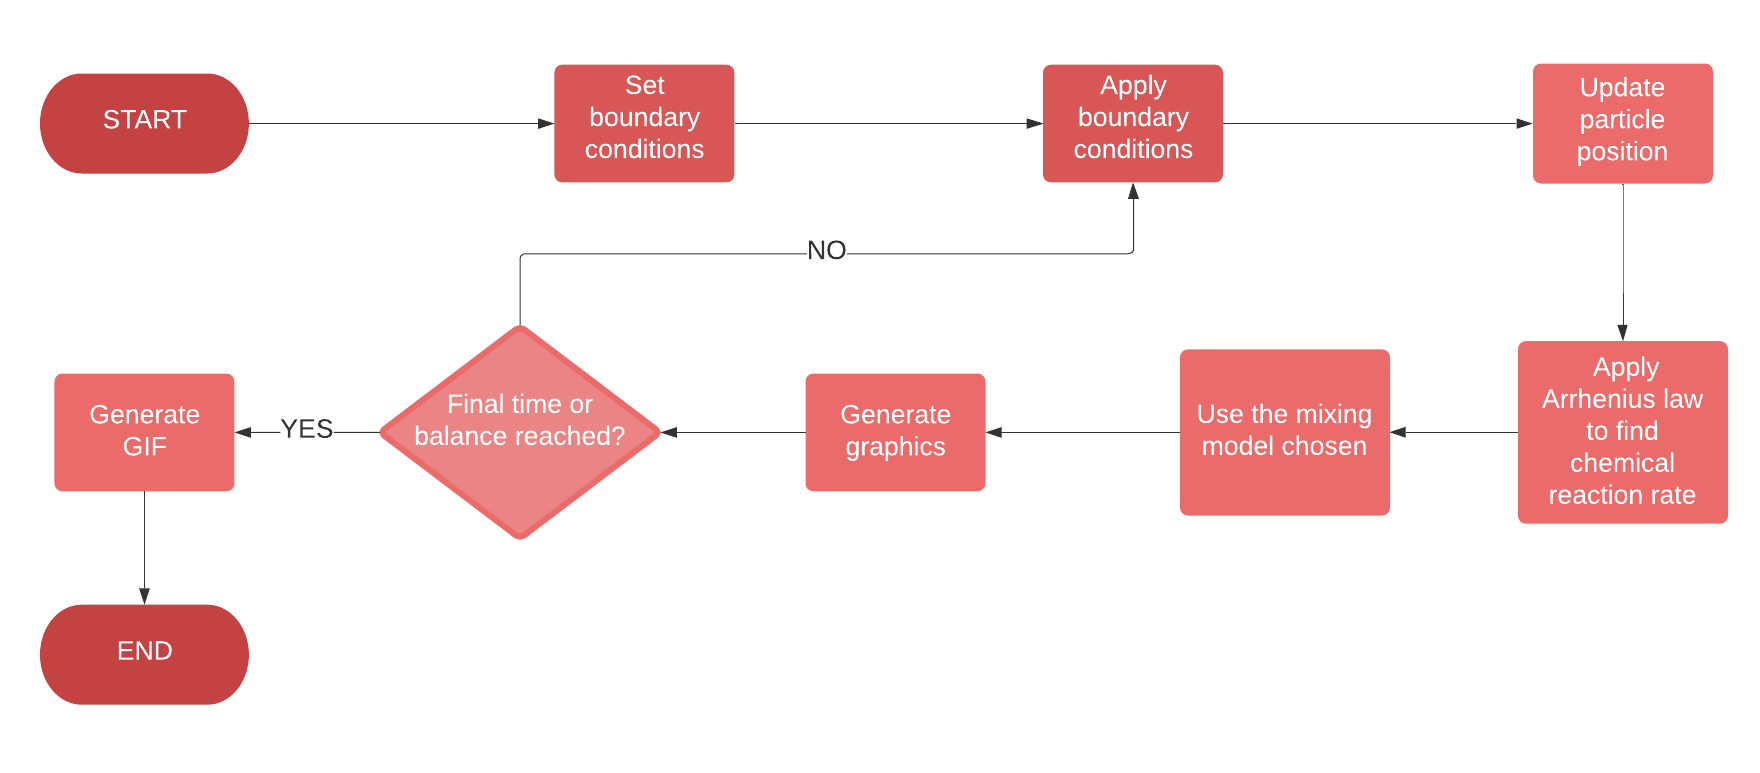 START
Set
boundary
conditions
Apply
boundary
conditions
Update
particle
position
NO
Apply
Arrhenius law
to find
chemical
reaction rate
Use the mixing
model chosen
Generate
graphics
Final time or
balance reached?
YES
Generate
GIF
END